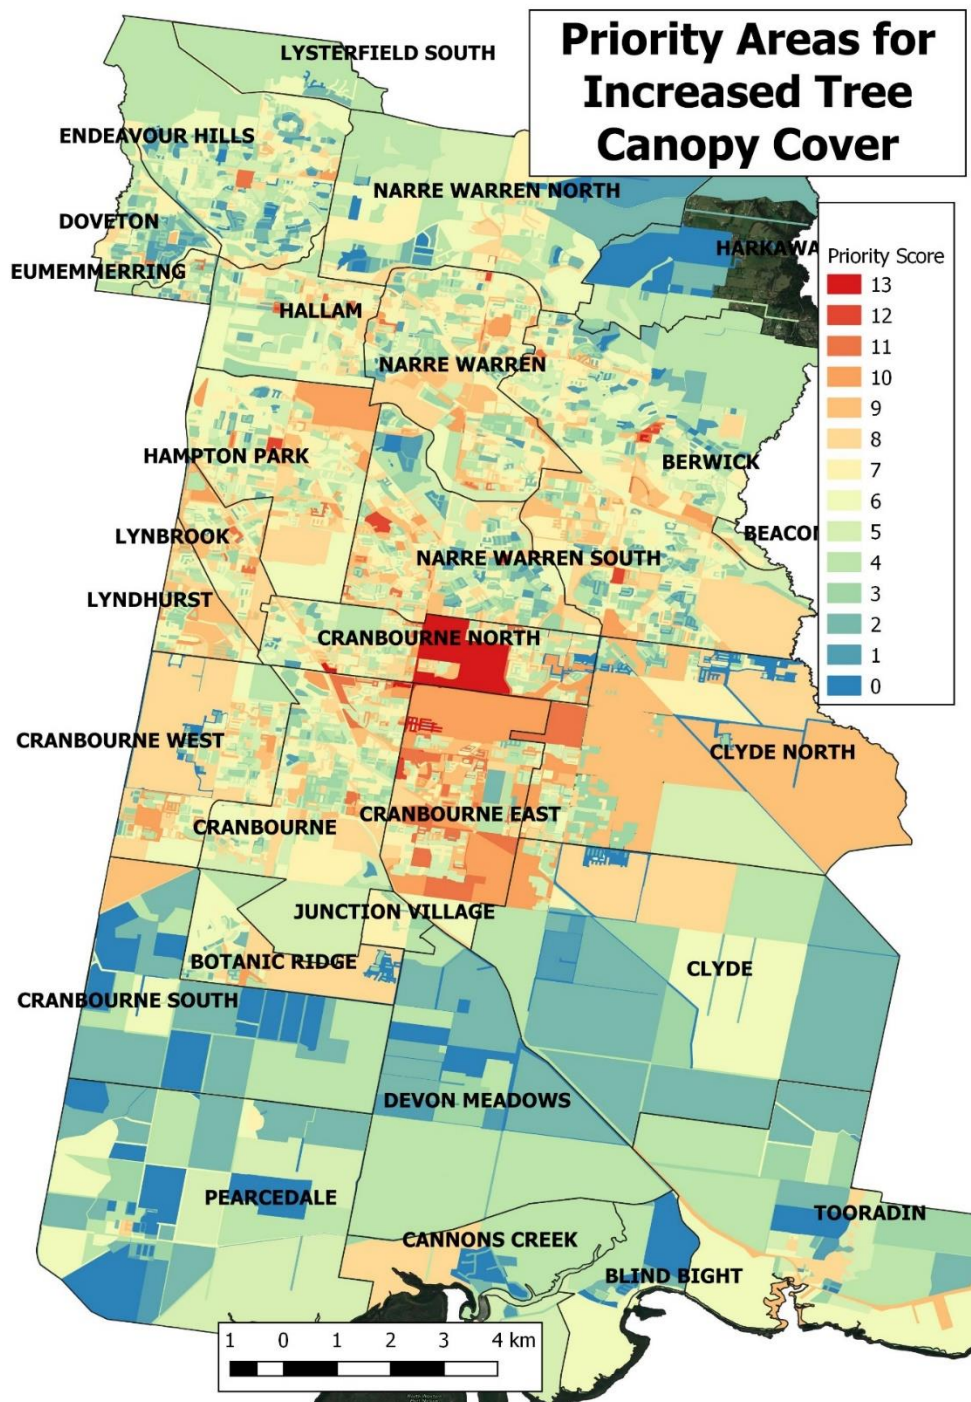 Priority Areas for
Increased Tree
Canopy Cover
LYSTERFIELD SOUTH
ENDEAVOUR HILLS
NARRE WARREN NORTH
DOVETON
HARKAWA
EUMEMMERRING
HALLAM
NARRE WARREN
HAMPTON PARK
BERWICK
LYNBROOK
BEACON
NARRE WARREN SOUTH
LYNDHURST
CRANBOURNE NORTH
CRANBOURNE WEST
CLYDE NORTH
CRANBOURNE EAST
CRANBOURNE
JUNCTION VILLAGE
BOTANIC RIDGE
CLYDE
CRANBOURNE SOUTH
DEVON MEADOWS
PEARCEDALE
TOORADIN
CANNONS CREEK
BLIND BIGHT
Priority Score
13
12
11
10
9
8
7
6
5
4
3
2
1
0
1 0 1 2 3 4 km